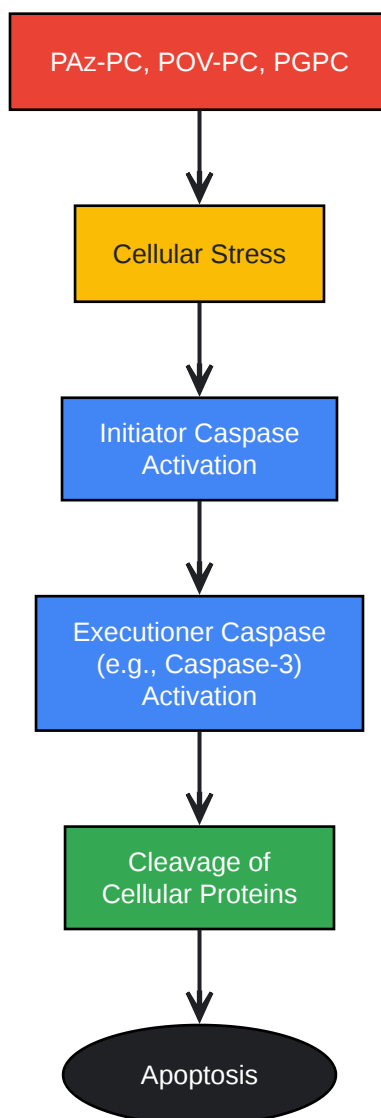 PAz-PC, POV-PC, PGPC
Cellular Stress
Initiator Caspase
Activation
Executioner Caspase
(e.g., Caspase-3)
Activation
Cleavage of
Cellular Proteins
Apoptosis